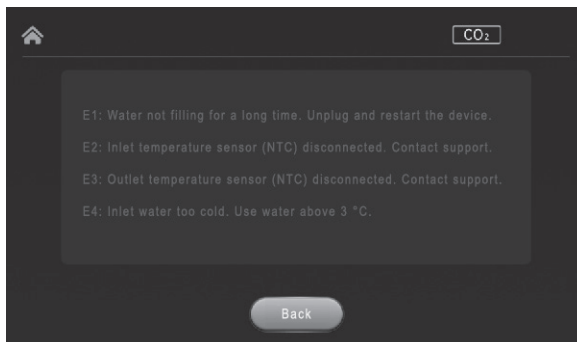 CO₂
E1: Water not filling for a long time. Unplug and restart the device.
E2: Inlet temperature sensor (NTC) disconnected. Contact support.
E3: Outlet temperature sensor (NTC) disconnected. Contact support.
E4: Inlet water too cold. Use water above 3 °C.
Back